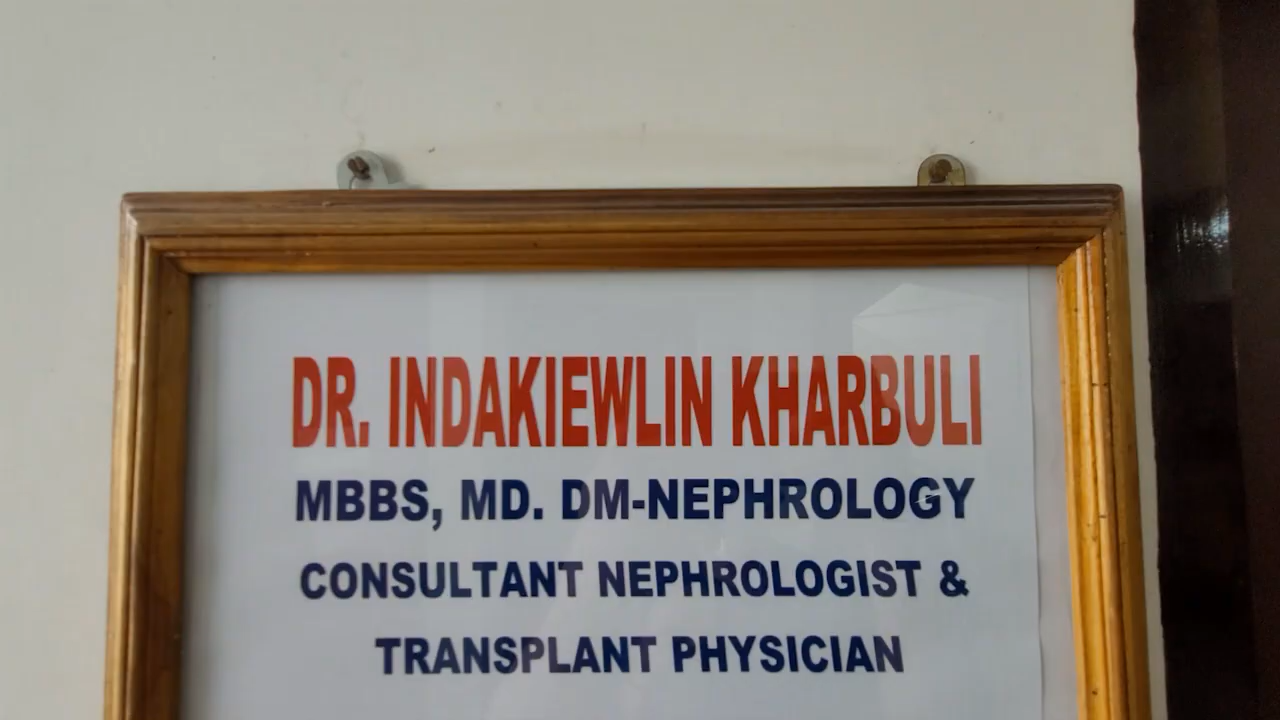 DR. INDAKIEWLIN KHARBULI
MBBS, MD. DM-NEPHROLOGY
CONSULTANT NEPHROLOGIST &
TRANSPLANT PHYSICIAN